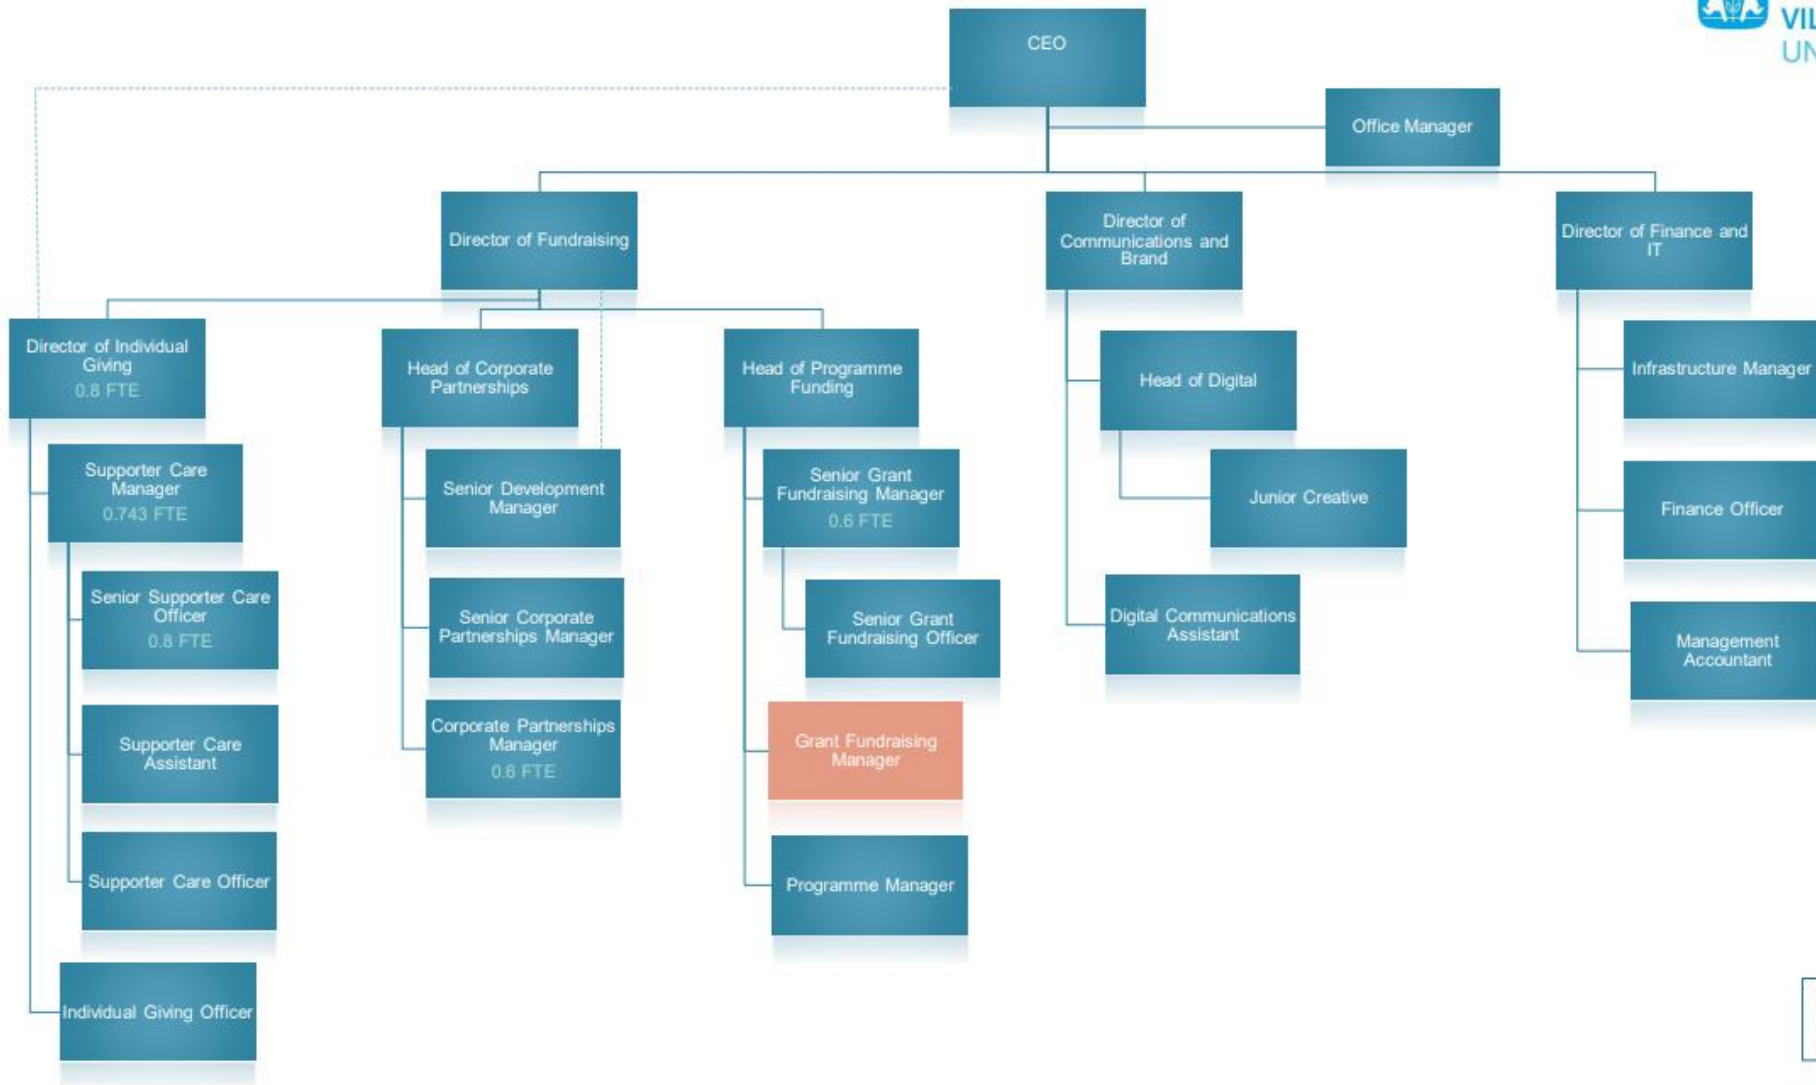 CEO
Office Manager
Director of Fundraising
Director of
Communications and
Brand
Director of Finance and
IT
Director of Individual
Giving
0.8 FTE
Head of Corporate
Partnerships
Head of Programme
Funding
Head of Digital
Infrastructure Manager
Supporter Care
Manager
0.743 FTE
Senior Development
Manager
Senior Grant
Fundraising Manager
0.6 FTE
Junior Creative
Finance Officer
Senior Supporter Care
Officer
0.8 FTE
Senior Corporate
Partnerships Manager
Senior Grant
Fundraising Officer
Digital Communications
Assistant
Management
Accountant
Supporter Care
Assistant
Corporate Partnerships
Manager
0.6 FTE
Grant Fundraising
Manager
Supporter Care Officer
Programme Manager
Individual Giving Officer